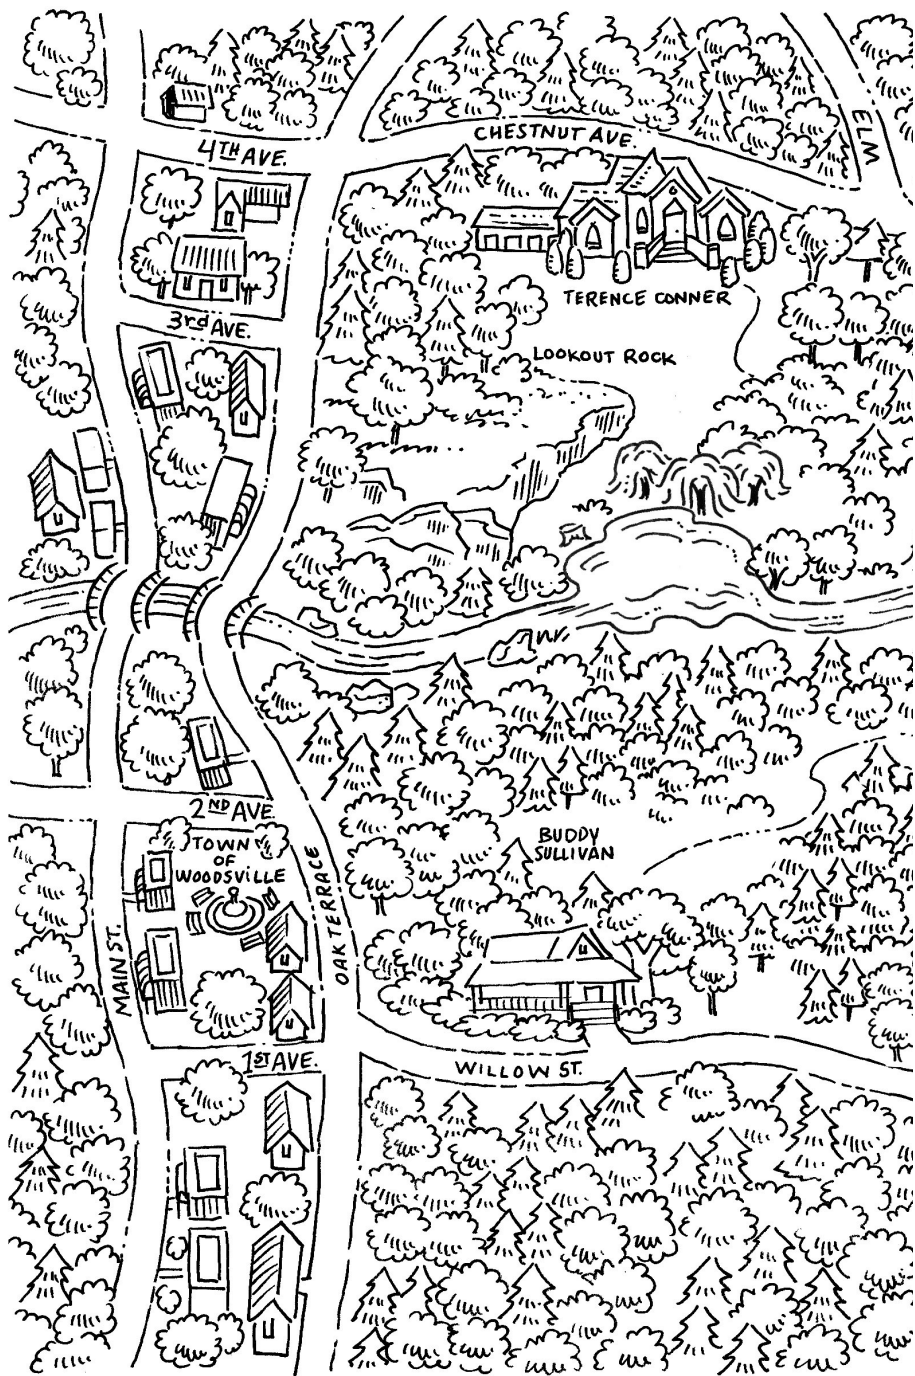 CHESTNUT AVE.
ELM
4TH AVE.
TERENCE CONNER
3rd AVE.
LOOKOUT ROCK
2ND AVE.
TOWN
OF
WOODSVILLE
BUDDY
SULLIVAN
OAK TERRACE
MAIN ST.
1ST AVE.
WILLOW ST.